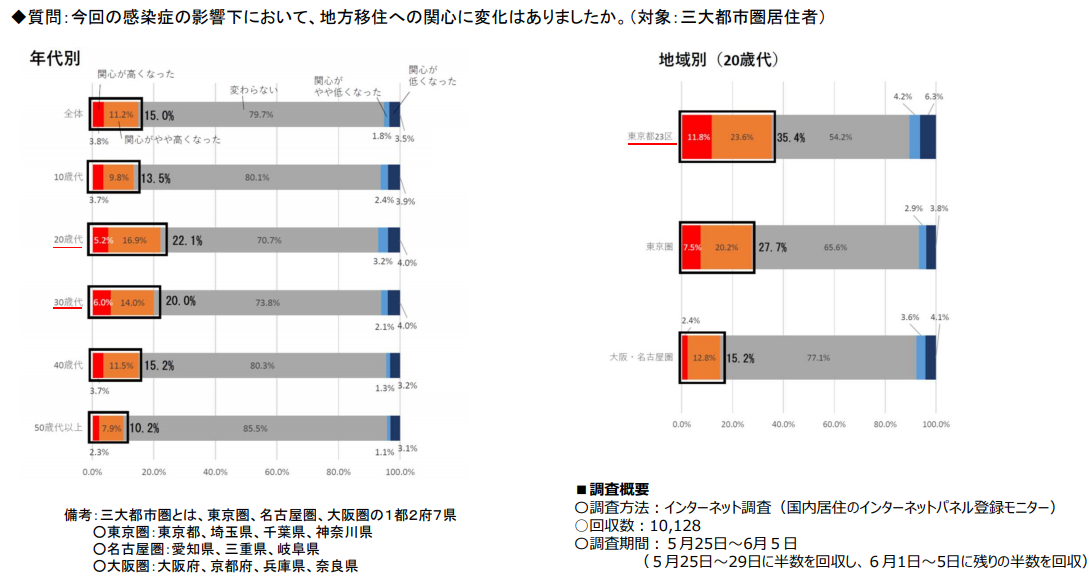 ◆質問：今回の感染症の影響下において、地方移住への関心に変化はありましたか。（対象：三大都市圏居住者）
年代別
関心が高くなった
変わらない
関心が
やや低くなった
関心が
低くなった
全体
11.2%
15.0%
79.7%
3.8%
関心がやや高くなった
1.8%
3.5%
10歳代
9.8%
13.5%
80.1%
3.7%
2.4%
3.9%
20歳代
5.2%
16.9%
22.1%
70.7%
3.2%
4.0%
30歳代
6.0%
14.0%
20.0%
73.8%
2.1%
4.0%
40歳代
11.5%
15.2%
80.3%
3.7%
1.3%
3.2%
50歳代以上
7.9%
10.2%
85.5%
2.3%
1.1%
3.1%
0.0%
20.0%
40.0%
60.0%
80.0%
100.0%
備考：三大都市圏とは、東京圏、名古屋圏、大阪圏の１都２府７県
○東京圏：東京都、埼玉県、千葉県、神奈川県
○名古屋圏：愛知県、三重県、岐阜県
○大阪圏：大阪府、京都府、兵庫県、奈良県
地域別（20歳代）
4.2%
6.3%
東京都23区
11.8%
23.6%
35.4%
54.2%
2.9%
3.8%
東京圏
7.5%
20.2%
27.7%
65.6%
2.4%
3.6%
4.1%
大阪・名古屋圏
12.8%
15.2%
77.1%
0.0%
20.0%
40.0%
60.0%
80.0%
100.0%
■調査概要
○調査方法：インターネット調査（国内居住のインターネットパネル登録モニター）
○回収数：10,128
○調査期間：５月25日～６月５日
（５月25日～29日に半数を回収し、６月1日～5日に残りの半数を回収）